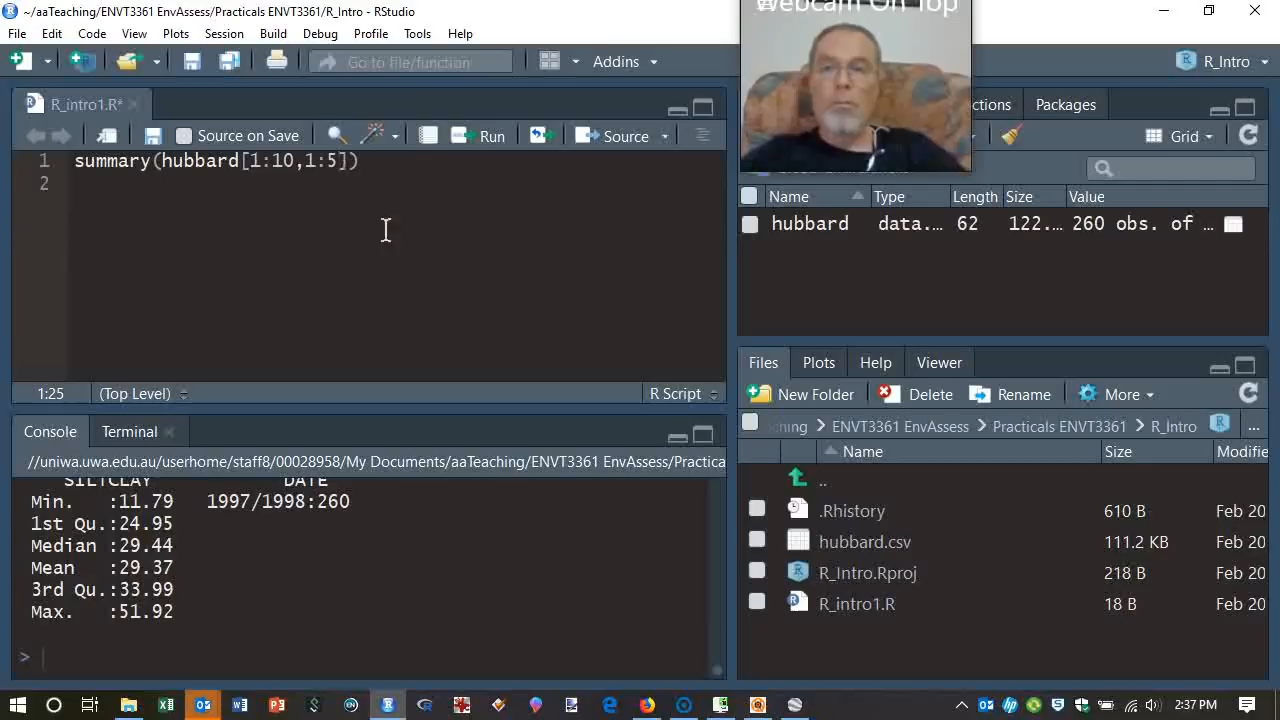 ~/aaTeaching/ENVT3361 EnvAssess/Practicals ENVT3361/R_Intro - RStudio
Webcam On Top
File Edit Code View Plots Session Build Debug Profile Tools Help
Go to file/function
Addins
R_Intro
R_intro1.R*
Packages
Source on Save
Run
Source
Grid
1 summary(hubbard[1:10,1:5])
2
Name Type Length Size Value
hubbard data.… 62 122.… 260 obs. of …
1:25 (Top Level) R Script
Files Plots Help Viewer
New Folder Delete Rename More
ENVT3361 EnvAssess Practicals ENVT3361 R_Intro ...
Name Size Modifie
..
.Rhistory 610 B Feb 20
hubbard.csv 111.2 KB Feb 20
R_Intro.Rproj 218 B Feb 20
R_intro1.R 18 B Feb 20
Console Terminal
//uniwa.uwa.edu.au/userhome/staff8/00028958/My Documents/aaTeaching/ENVT3361 EnvAssess/Practica
SILTCLAY DATE
Min. :11.79 1997/1998:260
1st Qu.:24.95
Median :29.44
Mean :29.37
3rd Qu.:33.99
Max. :51.92
>
2:37 PM